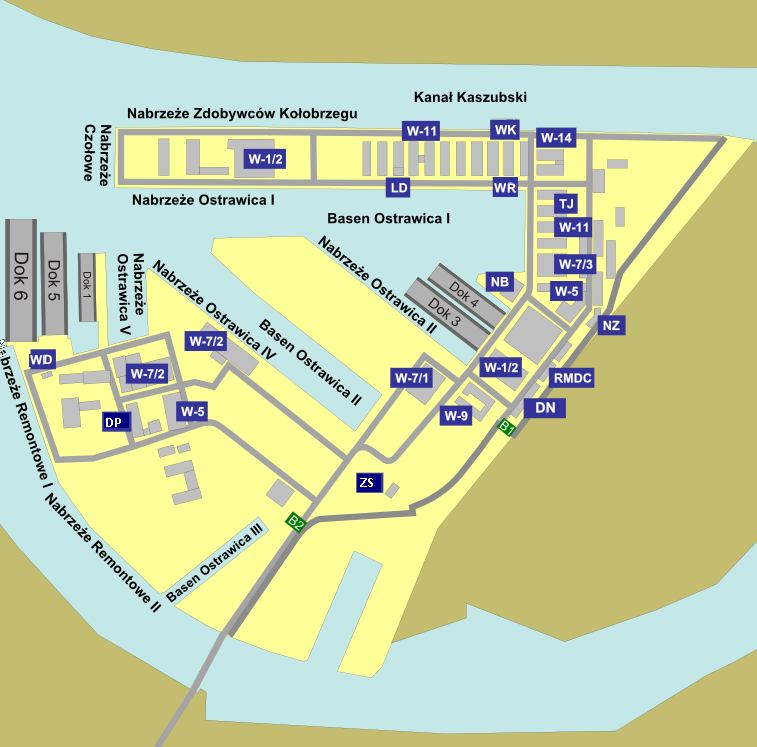 Kanał Kaszubski
Nabrzeże Zdobywców Kołobrzegu
W-11
WK
W-14
Nabrzeże
Czołowe
W-1/2
LD
WR
Nabrzeże Ostrawica I
TJ
Basen Ostrawica I
W-11
Nabrzeże Ostrawica II
W-7/3
Dok 6
Dok 5
Dok 1
Nabrzeże
Ostrawica V
Nabrzeże Ostrawica IV
Dok 4
Dok 3
NB
W-5
NZ
Basen Ostrawica II
W-7/2
WD
W-7/2
W-7/1
W-1/2
RMDC
DN
W-5
W-9
DP
B1
Nabrzeże Remontowe I
ZS
B2
Nabrzeże Remontowe II
Basen Ostrawica III